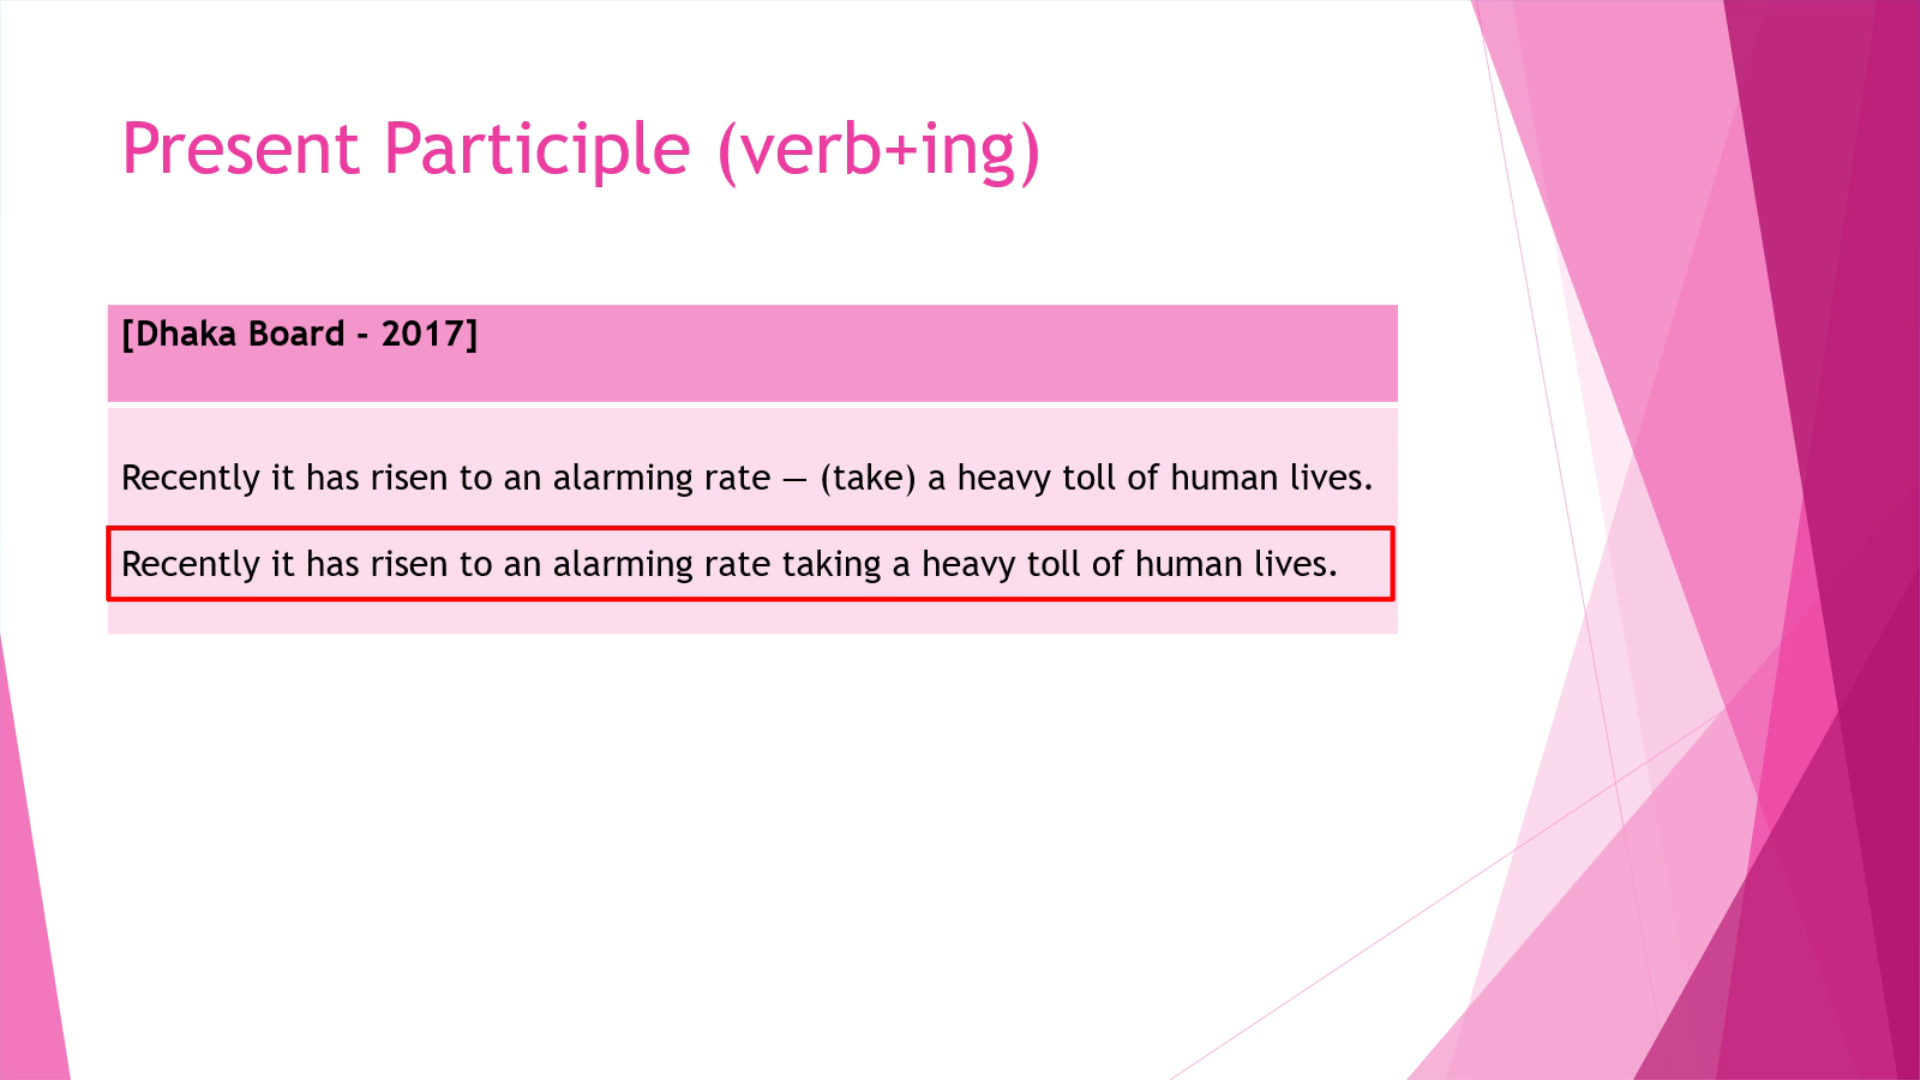 Present Participle (verb+ing)
[Dhaka Board - 2017]
Recently it has risen to an alarming rate — (take) a heavy toll of human lives.
Recently it has risen to an alarming rate taking a heavy toll of human lives.